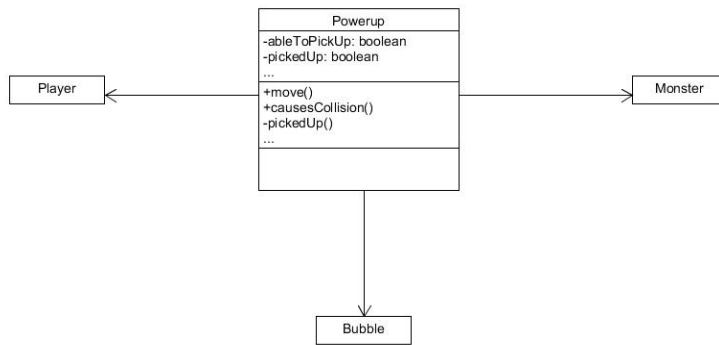 Powerup
-ableToPickUp: boolean
-pickedUp: boolean
...
+move()
+causesCollision()
-pickedUp()
...
Player
Monster
Bubble